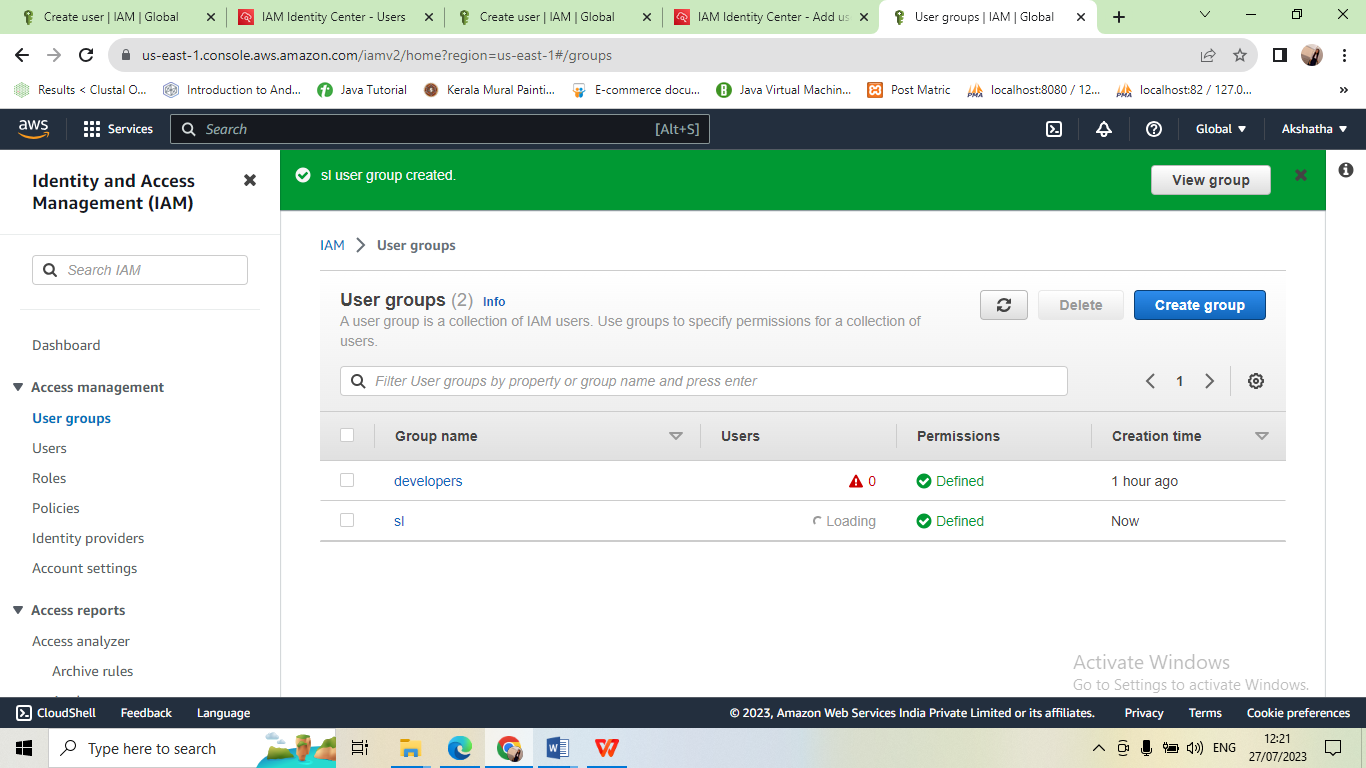 Create user | IAM | Global
IAM Identity Center - Users
Create user | IAM | Global
IAM Identity Center - Add us
User groups | IAM | Global
us-east-1.console.aws.amazon.com/iamv2/home?region=us-east-1#/groups
Results < Clustal O...
Introduction to And...
Java Tutorial
Kerala Mural Painti...
E-commerce docu...
Java Virtual Machin...
Post Matric
localhost:8080 / 12...
localhost:82 / 127.0...
»
aws
Services
Search
[Alt+S]
Global
Akshatha
Identity and Access
Management (IAM)
Search IAM
Dashboard
Access management
User groups
Users
Roles
Policies
Identity providers
Account settings
Access reports
Access analyzer
Archive rules
sl user group created.
View group
IAM > User groups
User groups (2) Info
A user group is a collection of IAM users. Use groups to specify permissions for a collection of
users.
Delete
Create group
Filter User groups by property or group name and press enter
1
Group name Users Permissions Creation time
developers 0 Defined 1 hour ago
sl Loading Defined Now
Activate Windows
Go to Settings to activate Windows.
CloudShell Feedback Language
© 2023, Amazon Web Services India Private Limited or its affiliates. Privacy Terms Cookie preferences
Type here to search
ENG
12:21
27/07/2023